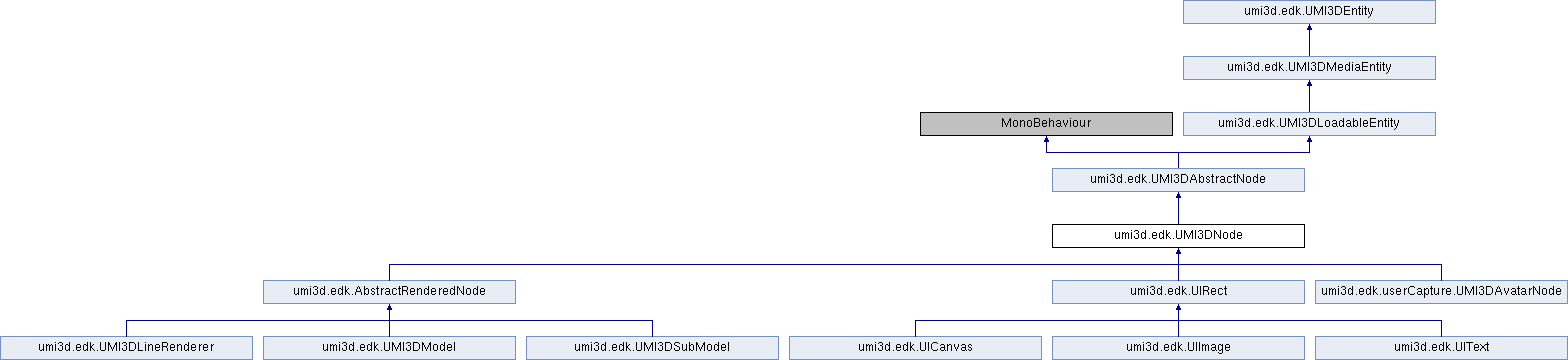 umi3d.edk.UMI3DEntity
umi3d.edk.UMI3DMediaEntity
MonoBehaviour
umi3d.edk.UMI3DLoadableEntity
umi3d.edk.UMI3DAbstractNode
umi3d.edk.UMI3DNode
umi3d.edk.AbstractRenderedNode
umi3d.edk.UIRect
umi3d.edk.userCapture.UMI3DAvatarNode
umi3d.edk.UMI3DLineRenderer
umi3d.edk.UMI3DModel
umi3d.edk.UMI3DSubModel
umi3d.edk.UICanvas
umi3d.edk.UIImage
umi3d.edk.UIText